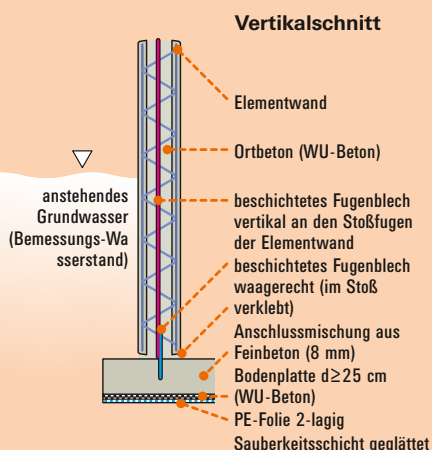 Vertikalschnitt
Elementwand
Ortbeton (WU-Beton)
anstehendes
Grundwasser
(Bemessungs-Wa
sserstand)
beschichtetes Fugenblech
vertikal an den Stoßfugen
der Elementwand
beschichtetes Fugenblech
waagerecht (im Stoß
verklebt)
Anschlussmischung aus
Feinbeton (8 mm)
Bodenplatte d≥25 cm
(WU-Beton)
PE-Folie 2-lagig
Sauberkeitsschicht geglättet